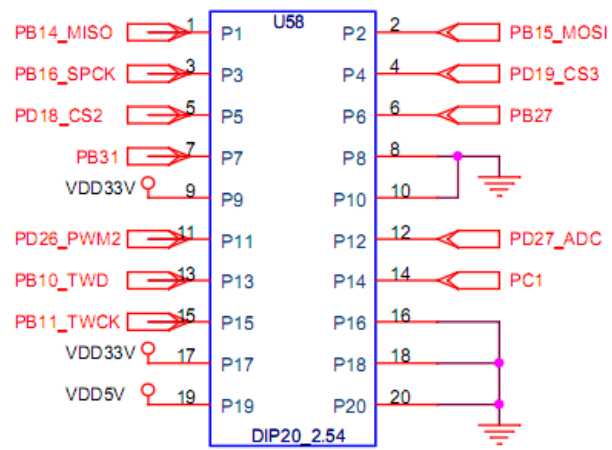 U58
PB14_MISO 1 P1 P2 2 PB15_MOSI
PB16_SPCK 3 P3 P4 4 PD19_CS3
PD18_CS2 5 P5 P6 6 PB27
PB31 7 P7 P8 8
VDD33V 9 P9 P10 10
PD26_PWM2 11 P11 P12 12 PD27_ADC
PB10_TWD 13 P13 P14 14 PC1
PB11_TWCK 15 P15 P16 16
VDD33V 17 P17 P18 18
VDD5V 19 P19 P20 20
DIP20_2.54